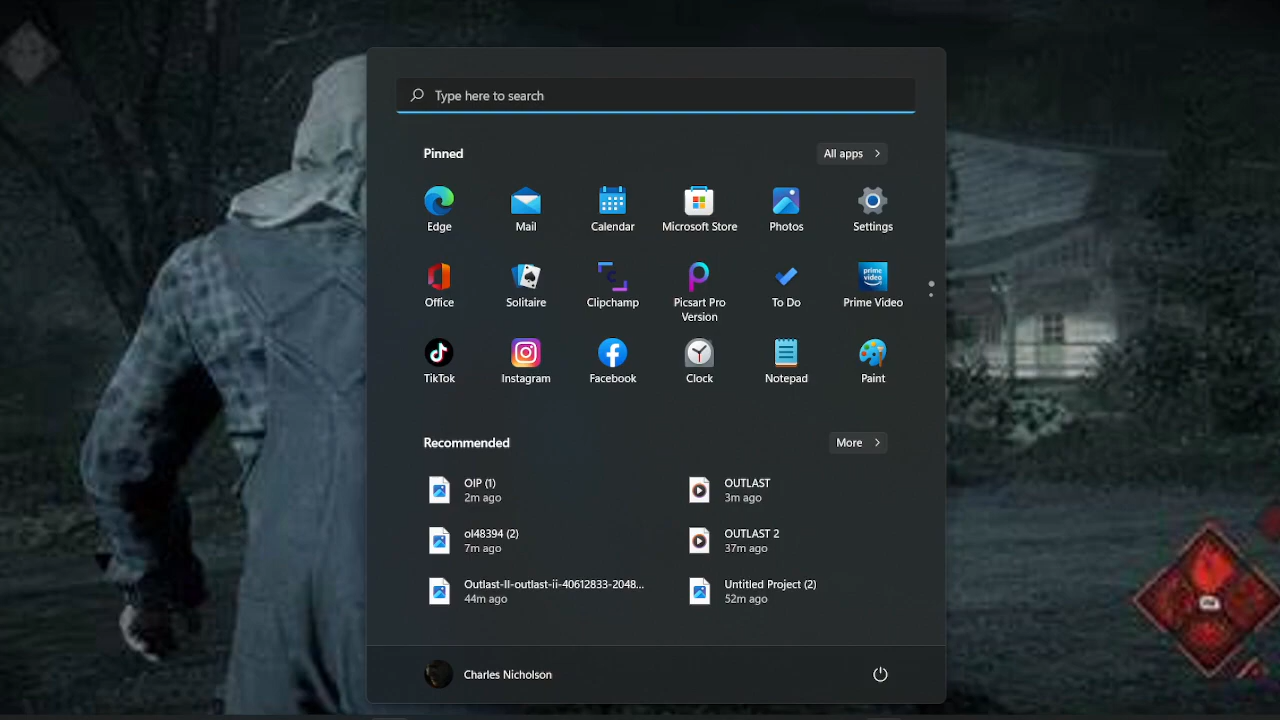 Type here to search
Pinned
All apps
Edge
Mail
Calendar
Microsoft Store
Photos
Settings
prime
video
Office
Solitaire
Clipchamp
Picsart Pro
Version
To Do
Prime Video
TikTok
Instagram
Facebook
Clock
Notepad
Paint
Recommended
More
OIP (1)
2m ago
OUTLAST
3m ago
ol48394 (2)
7m ago
OUTLAST 2
37m ago
Outlast-II-outlast-ii-40612833-2048...
44m ago
Untitled Project (2)
52m ago
Charles Nicholson